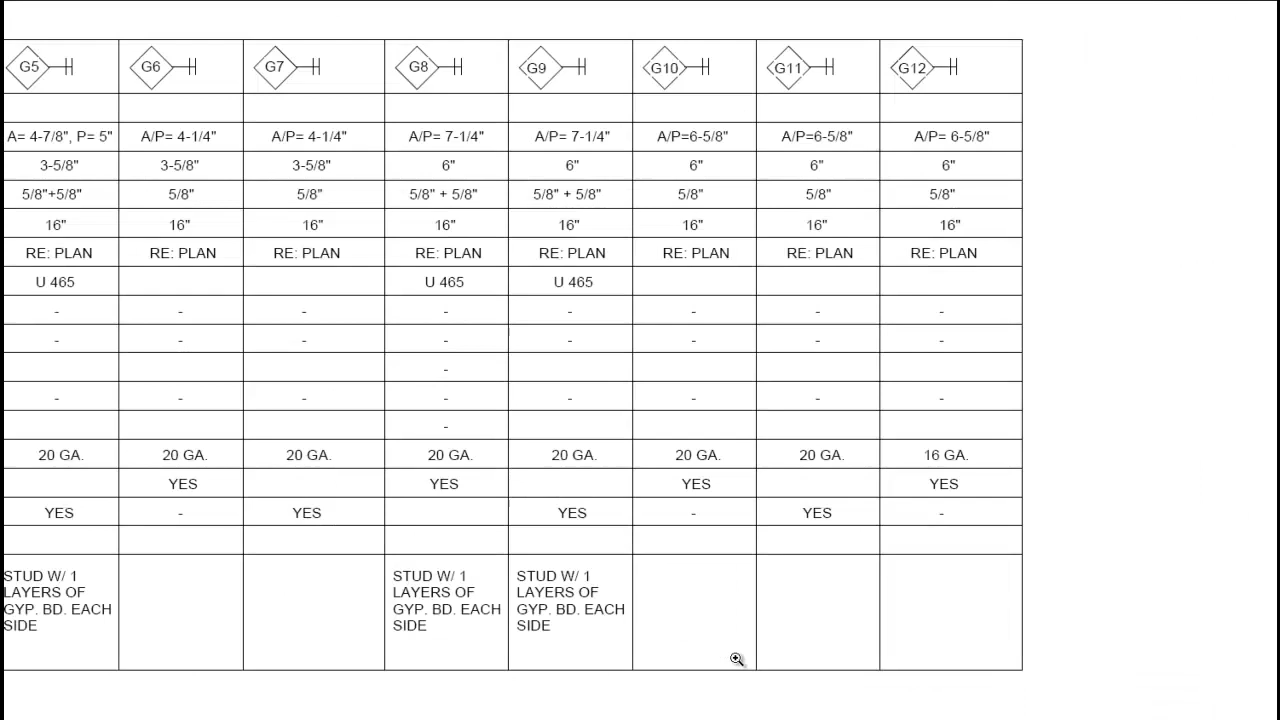 G5 G6 G7 G8 G9 G10 G11 G12
A= 4-7/8", P= 5" A/P= 4-1/4" A/P= 4-1/4" A/P= 7-1/4" A/P= 7-1/4" A/P=6-5/8" A/P=6-5/8" A/P= 6-5/8"
3-5/8" 3-5/8" 3-5/8" 6" 6" 6" 6" 6"
5/8"+5/8" 5/8" 5/8" 5/8" + 5/8" 5/8" + 5/8" 5/8" 5/8" 5/8"
16" 16" 16" 16" 16" 16" 16" 16"
RE: PLAN RE: PLAN RE: PLAN RE: PLAN RE: PLAN RE: PLAN RE: PLAN RE: PLAN
U 465 U 465 U 465
- - - - - - - -
- - - - - - - -
-
- - - - - - - -
-
20 GA. 20 GA. 20 GA. 20 GA. 20 GA. 20 GA. 20 GA. 16 GA.
YES YES YES YES
YES - YES YES - YES -
STUD W/ 1 STUD W/ 1 STUD W/ 1
LAYERS OF LAYERS OF LAYERS OF
GYP. BD. EACH GYP. BD. EACH GYP. BD. EACH
SIDE SIDE SIDE